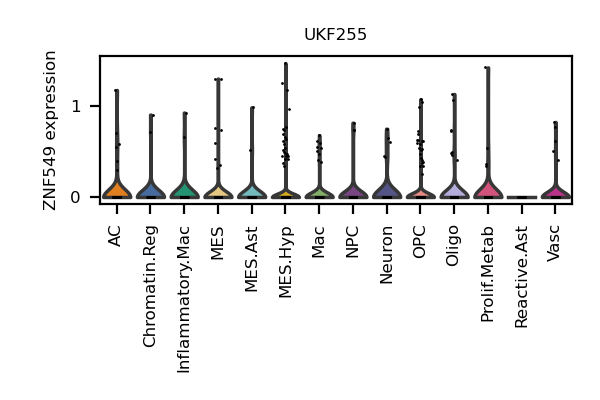 UKF255
ZNF549 expression
1
0
AC
Chromatin.Reg
Inflammatory.Mac
MES
MES.Ast
MES.Hyp
Mac
NPC
Neuron
OPC
Oligo
Prolif.Metab
Reactive.Ast
Vasc